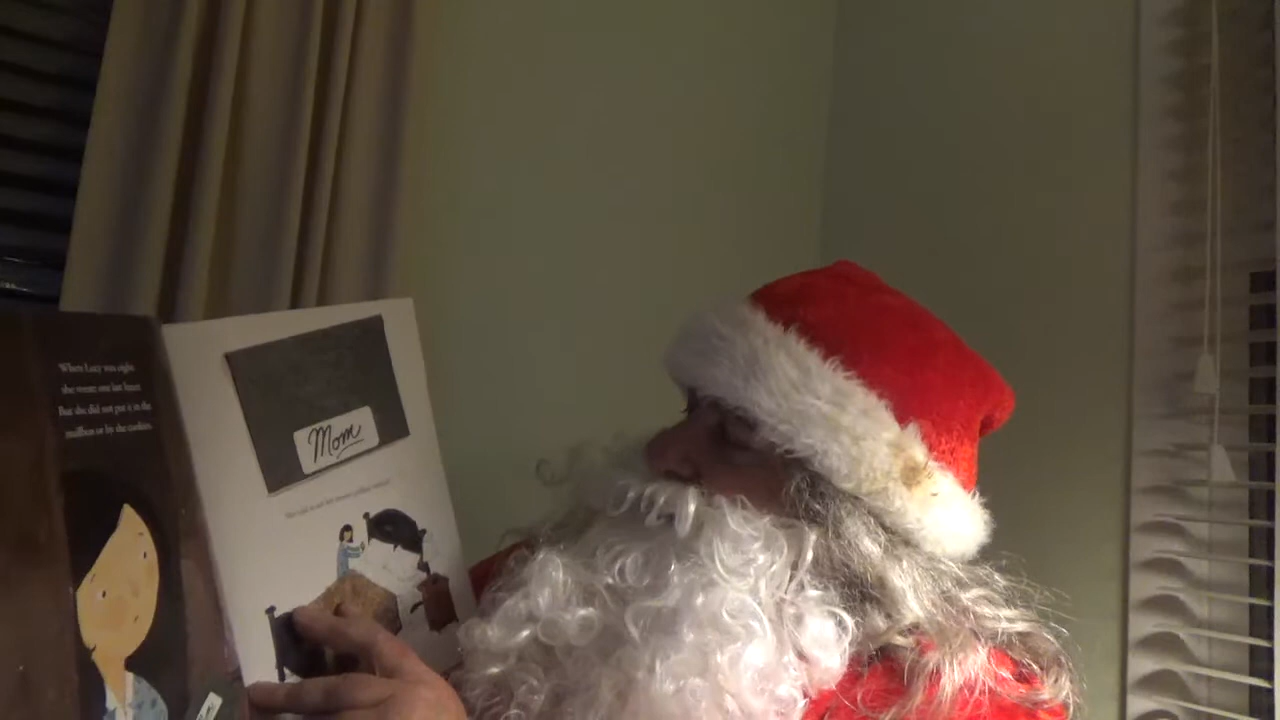 When Lucy was eight,
she wrote one last letter.
But she did not put it in the
mailbox or by the cookies.
Mom